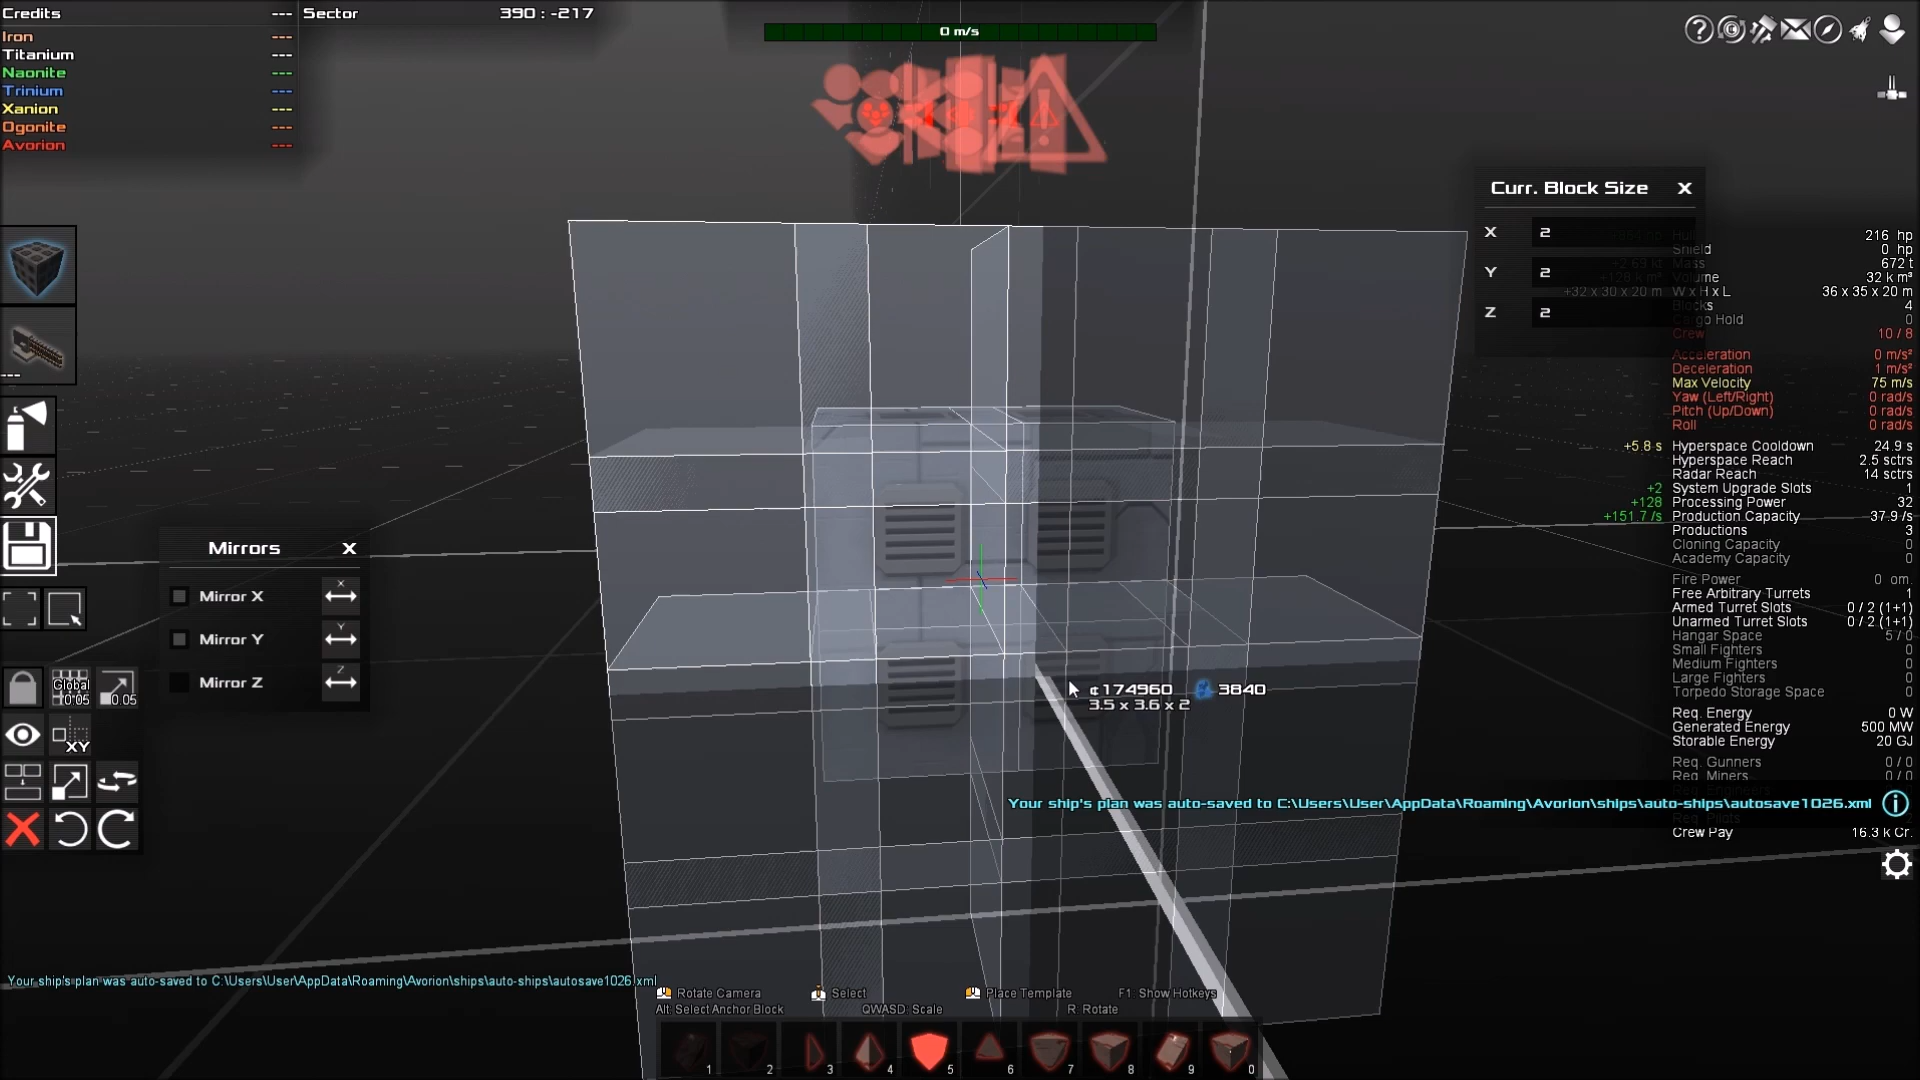 Credits --- Sector 390 : -217
Iron ---
Titanium ---
Naonite ---
Trinium ---
Xanion ---
Ogonite ---
Avorion ---
0 m/s
Curr. Block Size X
X 2
Y 2
Z 2
216 hp
Shield 0 hp
Mass 672 t
Volume 32 k m³
+32 x 30 x 20 m W x H x L 36 x 35 x 20 m
Blocks 4
Cargo Hold 0
Crew 10 / 8
Acceleration 0 m/s²
Deceleration 1 m/s²
Max Velocity 75 m/s
Yaw (Left/Right) 0 rad/s
Pitch (Up/Down) 0 rad/s
Roll 0 rad/s
+5.8 s Hyperspace Cooldown 24.9 s
Hyperspace Reach 2.5 sctrs
Radar Reach 14 sctrs
+2 System Upgrade Slots 1
+128 Processing Power 32
+151.7 /s Production Capacity 37.9 /s
Productions 3
Cloning Capacity 0
Academy Capacity 0
Fire Power 0 om.
Free Arbitrary Turrets 1
Armed Turret Slots 0 / 2 (1+1)
Unarmed Turret Slots 0 / 2 (1+1)
Hangar Space 5 / 0
Small Fighters 0
Medium Fighters 0
Large Fighters 0
Torpedo Storage Space 0
Req. Energy 0 W
Generated Energy 500 MW
Storable Energy 20 GJ
Req. Gunners 0 / 0
Req. Miners 0 / 0
Crew Pay 16.3 k Cr.
Mirrors X
Mirror X X
Mirror Y Y
Mirror Z Z
Global
0.05
0.05
XY
---
¢174960 3840
3.5 x 3.6 x 2
Your ship's plan was auto-saved to C:\Users\User\AppData\Roaming\Avorion\ships\auto-ships\autosave1026.xml
Your ship's plan was auto-saved to C:\Users\User\AppData\Roaming\Avorion\ships\auto-ships\autosave1026.xml
Rotate Camera Select Place Template F1: Show Hotkeys
Alt: Select Anchor Block QWASD: Scale R: Rotate
1 2 3 4 5 6 7 8 9 0